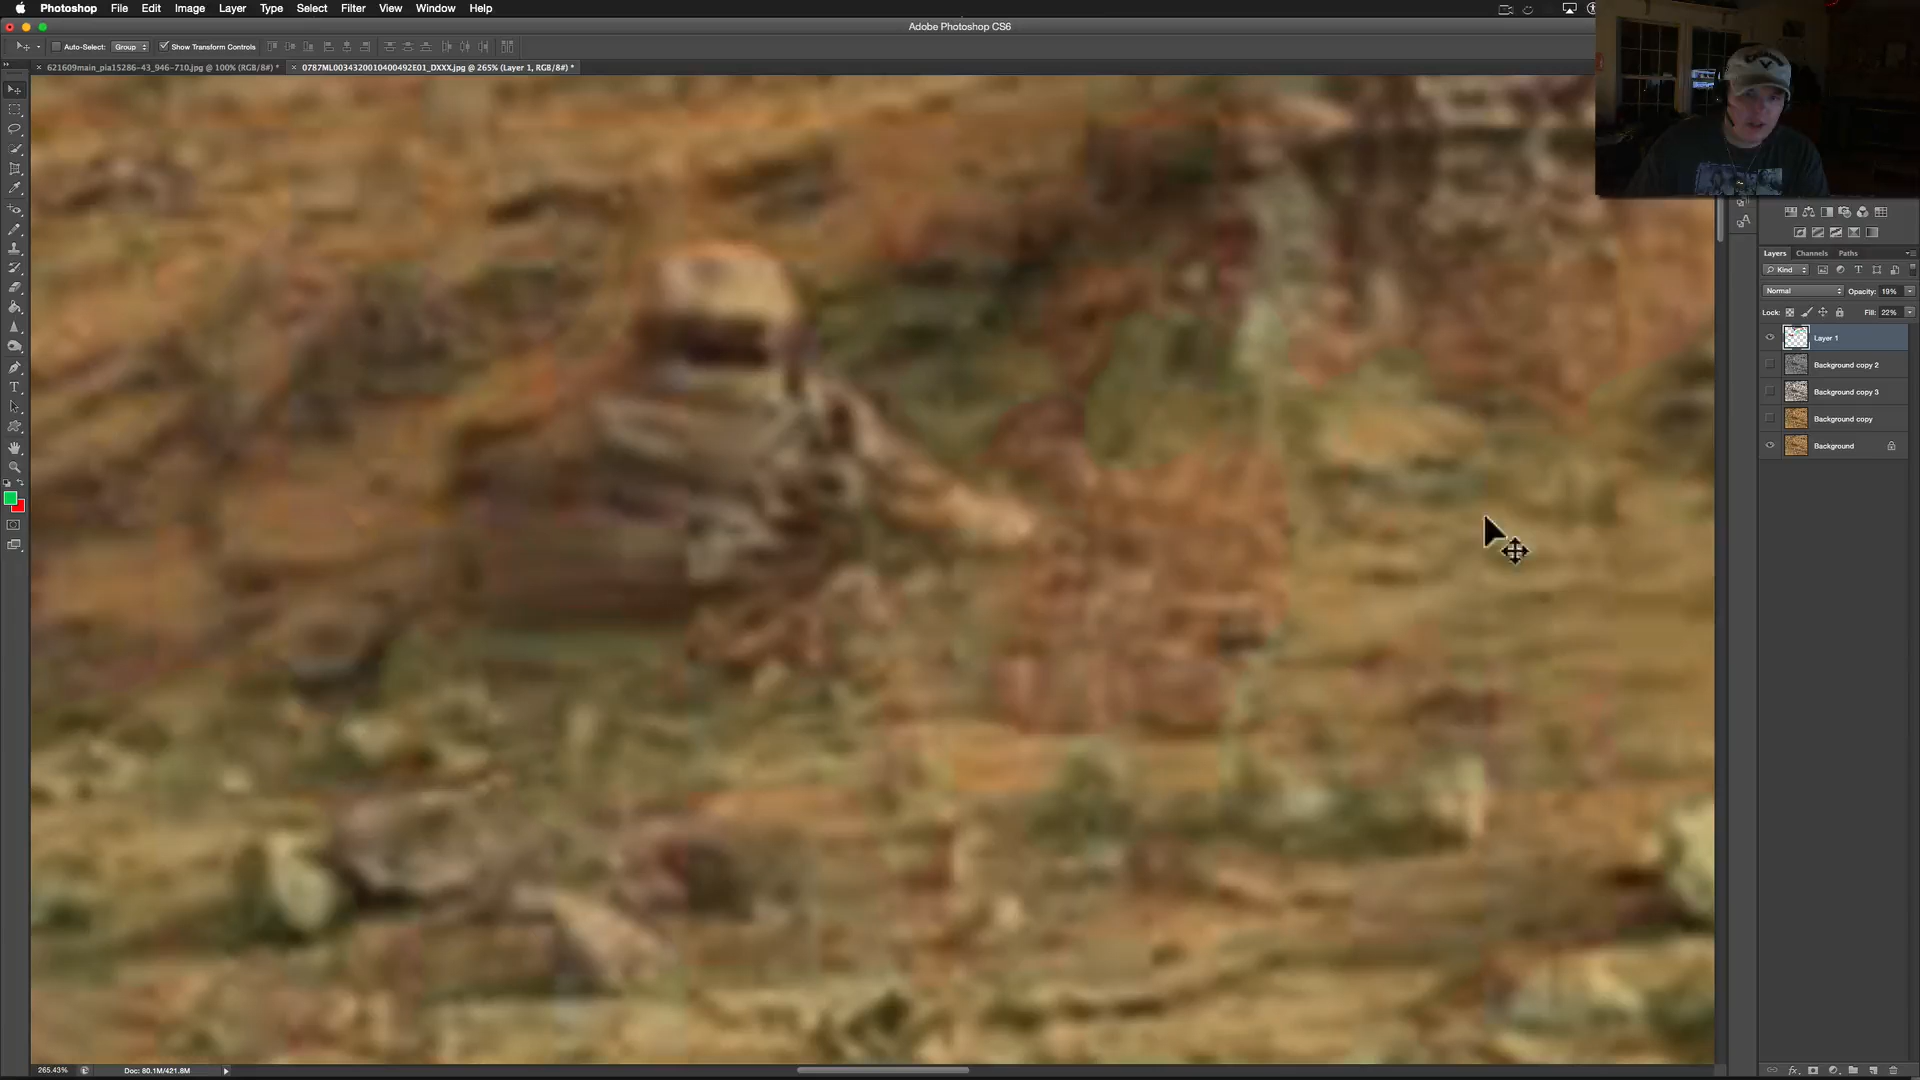 Photoshop File Edit Image Layer Type Select Filter View Window Help
Adobe Photoshop CS6
Auto-Select: Group Show Transform Controls
621609main_pia15286-43_946-710.jpg @ 100% (RGB/8#) *
0787ML0034320010400492E01_DXXX.jpg @ 265% (Layer 1, RGB/8#) *
Layers Channels Paths
Kind
Normal Opacity: 19%
Lock: Fill: 22%
Layer 1
Background copy 2
Background copy 3
Background copy
Background
265.43% Doc: 80.1M/421.8M